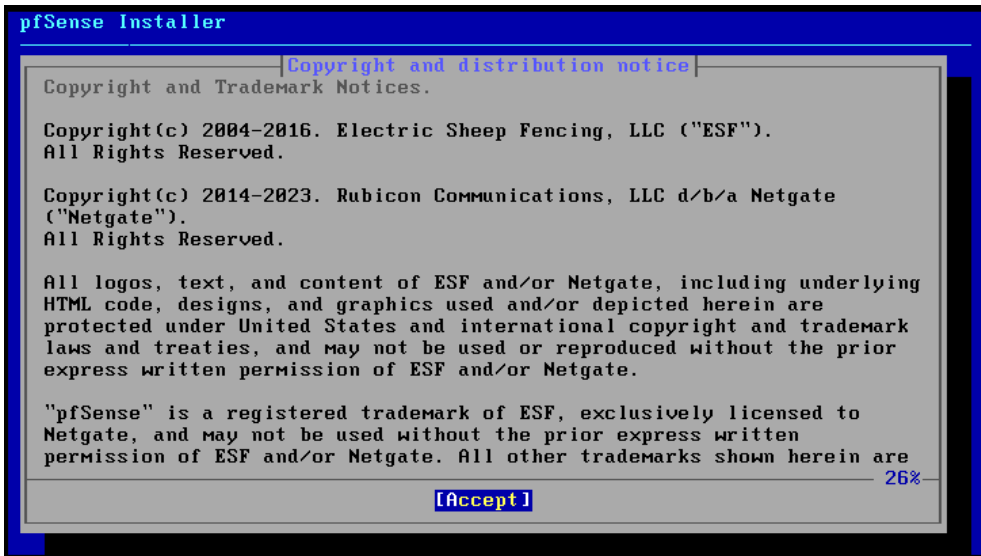 pfSense Installer
Copyright and distribution notice
Copyright and Trademark Notices.
Copyright(c) 2004-2016. Electric Sheep Fencing, LLC ("ESF").
All Rights Reserved.
Copyright(c) 2014-2023. Rubicon Communications, LLC d/b/a Netgate
("Netgate").
All Rights Reserved.
All logos, text, and content of ESF and/or Netgate, including underlying
HTML code, designs, and graphics used and/or depicted herein are
protected under United States and international copyright and trademark
laws and treaties, and may not be used or reproduced without the prior
express written permission of ESF and/or Netgate.
"pfSense" is a registered trademark of ESF, exclusively licensed to
Netgate, and may not be used without the prior express written
permission of ESF and/or Netgate. All other trademarks shown herein are
26%
[Accept]